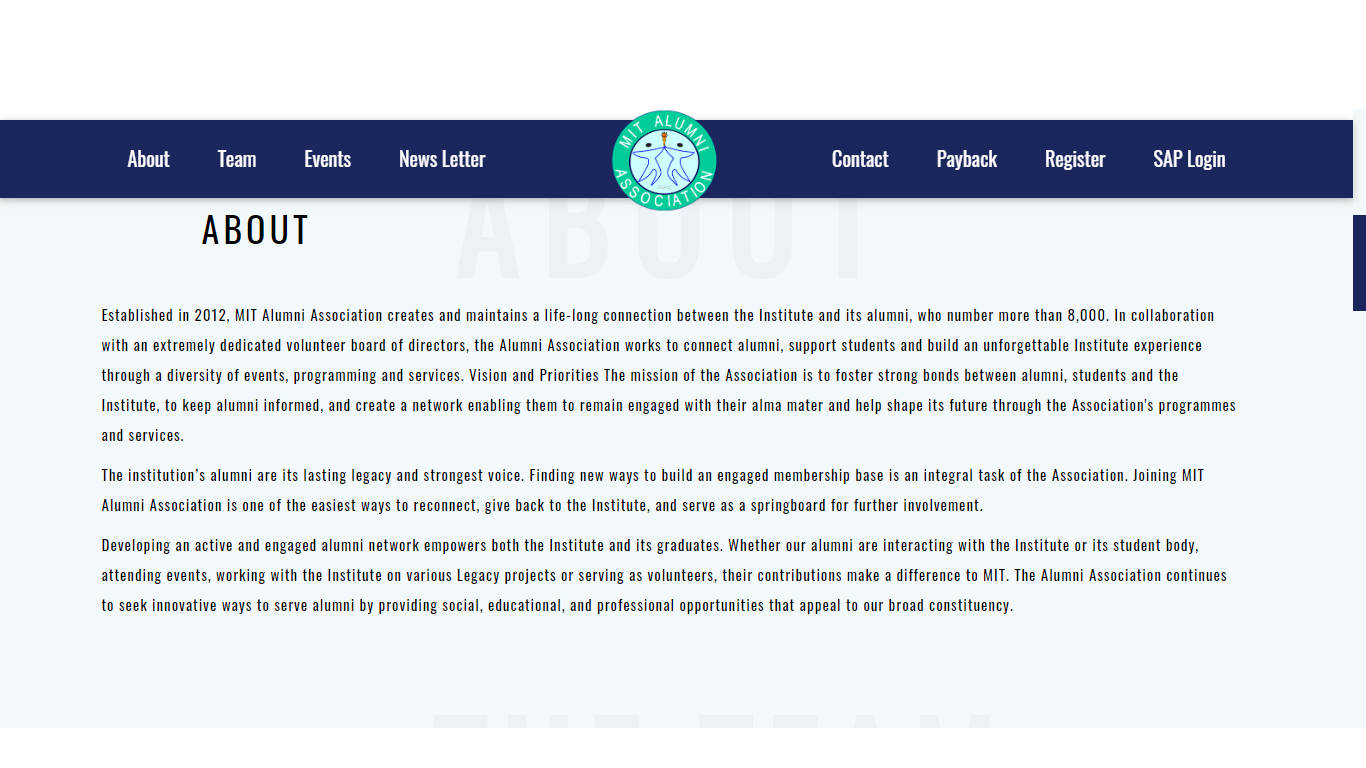 About Team Events News Letter MIT ALUMNI ASSOCIATION Contact Payback Register SAP Login
ABOUT
ABOUT
Established in 2012, MIT Alumni Association creates and maintains a life-long connection between the Institute and its alumni, who number more than 8,000. In collaboration
with an extremely dedicated volunteer board of directors, the Alumni Association works to connect alumni, support students and build an unforgettable Institute experience
through a diversity of events, programming and services. Vision and Priorities The mission of the Association is to foster strong bonds between alumni, students and the
Institute, to keep alumni informed, and create a network enabling them to remain engaged with their alma mater and help shape its future through the Association's programmes
and services.
The institution’s alumni are its lasting legacy and strongest voice. Finding new ways to build an engaged membership base is an integral task of the Association. Joining MIT
Alumni Association is one of the easiest ways to reconnect, give back to the Institute, and serve as a springboard for further involvement.
Developing an active and engaged alumni network empowers both the Institute and its graduates. Whether our alumni are interacting with the Institute or its student body,
attending events, working with the Institute on various Legacy projects or serving as volunteers, their contributions make a difference to MIT. The Alumni Association continues
to seek innovative ways to serve alumni by providing social, educational, and professional opportunities that appeal to our broad constituency.
THE TEAM